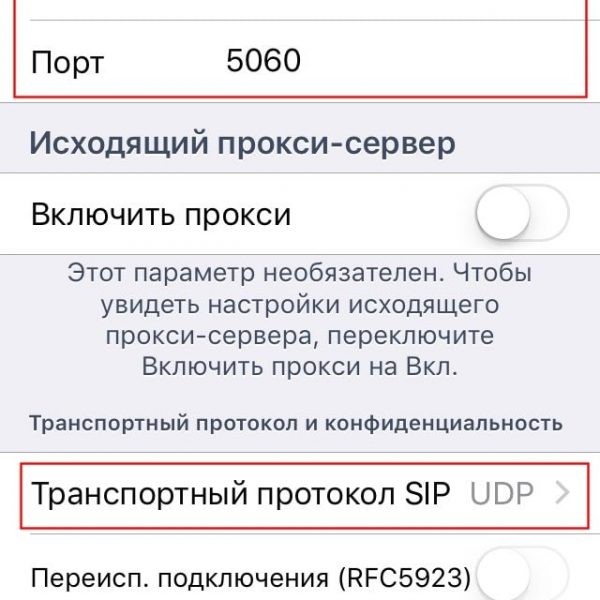 Порт 5060
Исходящий прокси-сервер
Включить прокси
Этот параметр необязателен. Чтобы
увидеть настройки исходящего
прокси-сервера, переключите
Включить прокси на Вкл.
Транспортный протокол и конфиденциальность
Транспортный протокол SIP UDP
Переисп. подключения (RFC5923)